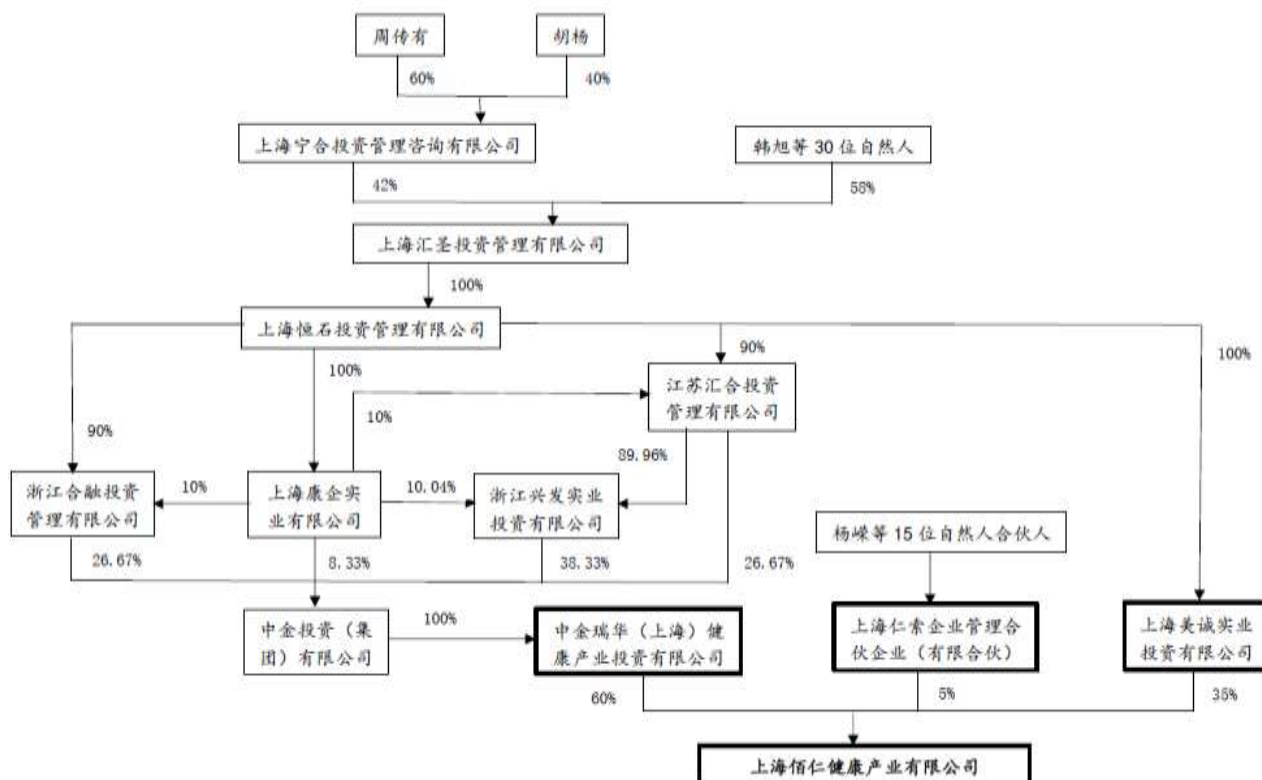 周传有
胡杨
60%
40%
上海宁合投资管理咨询有限公司
韩旭等 30 位自然人
42%
58%
上海汇圣投资管理有限公司
100%
上海恒石投资管理有限公司
90%
100%
100%
江苏汇合投资
管理有限公司
10%
90%
89.96%
浙江合融投资
管理有限公司
10%
上海康企实
业有限公司
10.04%
浙江兴发实业
投资有限公司
杨嵘等 15 位自然人合伙人
26.67%
8.33%
38.33%
26.67%
中金投资（集
团）有限公司
100%
中金瑞华（上海）健
康产业投资有限公司
上海仁索企业管理合
伙企业（有限合伙）
上海美诚实业
投资有限公司
60%
5%
35%
上海佰仁健康产业有限公司